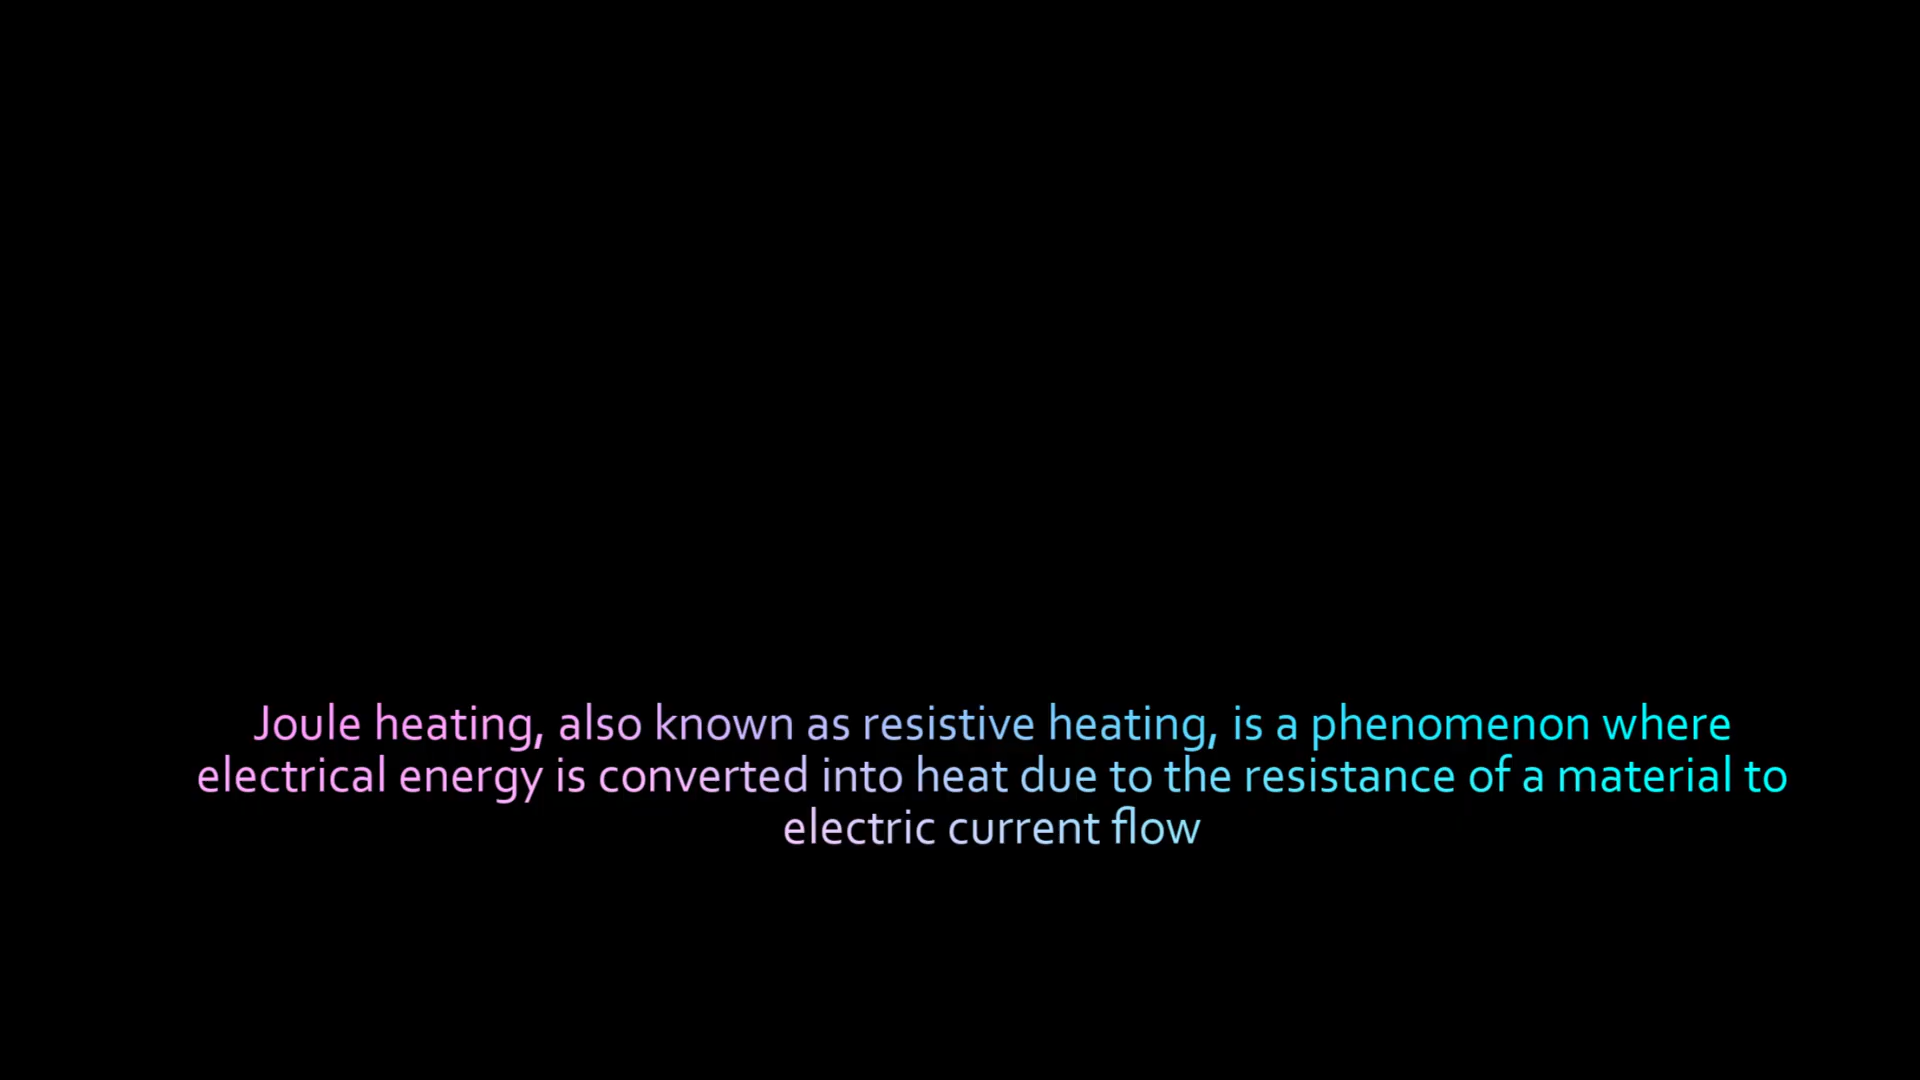 Joule heating, also known as resistive heating, is a phenomenon where
electrical energy is converted into heat due to the resistance of a material to
electric current flow